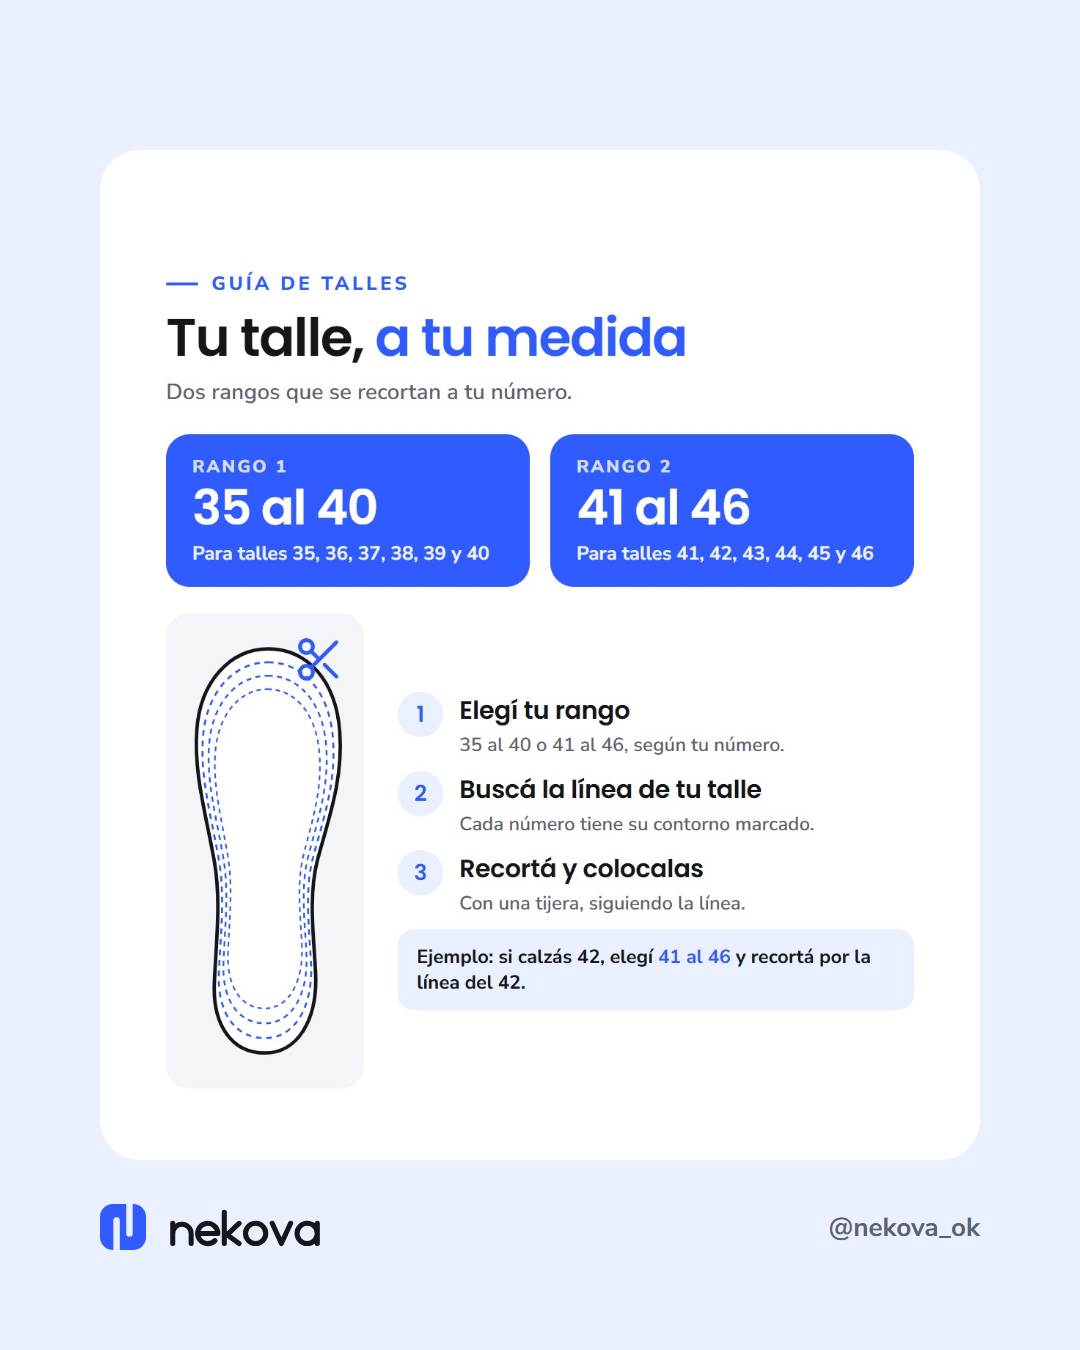 GUÍA DE TALLES
Tu talle, a tu medida
Dos rangos que se recortan a tu número.
RANGO 1
35 al 40
Para talles 35, 36, 37, 38, 39 y 40
RANGO 2
41 al 46
Para talles 41, 42, 43, 44, 45 y 46
1
Elegí tu rango
35 al 40 o 41 al 46, según tu número.
2
Buscá la línea de tu talle
Cada número tiene su contorno marcado.
3
Recortá y colocalas
Con una tijera, siguiendo la línea.
Ejemplo: si calzás 42, elegí 41 al 46 y recortá por la
línea del 42.
nekova
@nekova_ok